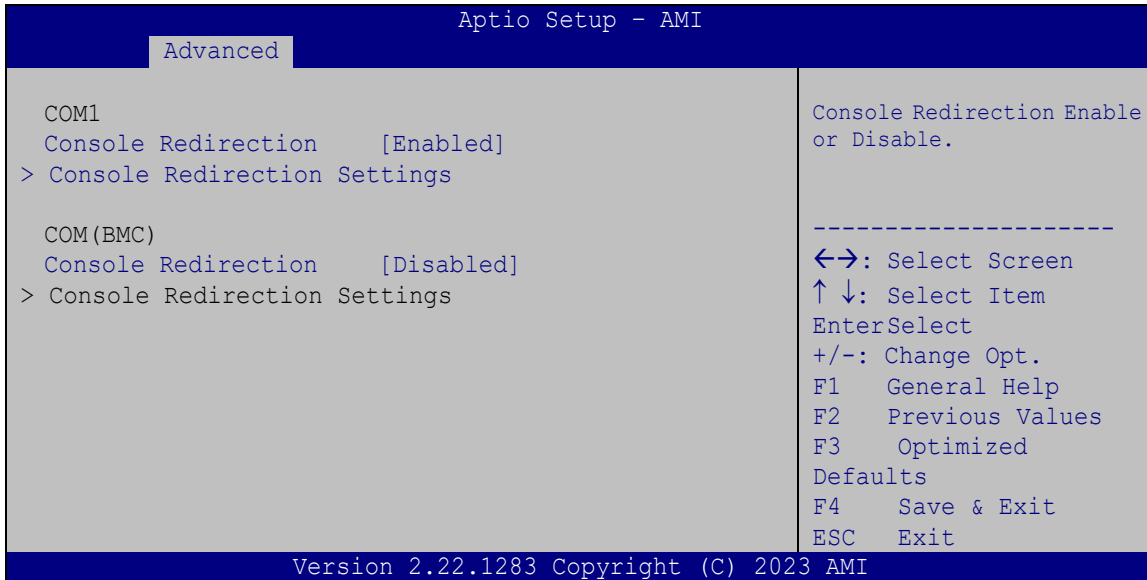 Aptio Setup – AMI
Advanced
COM1
Console Redirection [Enabled]
> Console Redirection Settings
COM(BMC)
Console Redirection [Disabled]
> Console Redirection Settings
Console Redirection Enable
or Disable.
---------------------
←→: Select Screen
↑ ↓: Select Item
EnterSelect
+/-: Change Opt.
F1 General Help
F2 Previous Values
F3 Optimized
Defaults
F4 Save & Exit
ESC Exit
Version 2.22.1283 Copyright (C) 2023 AMI